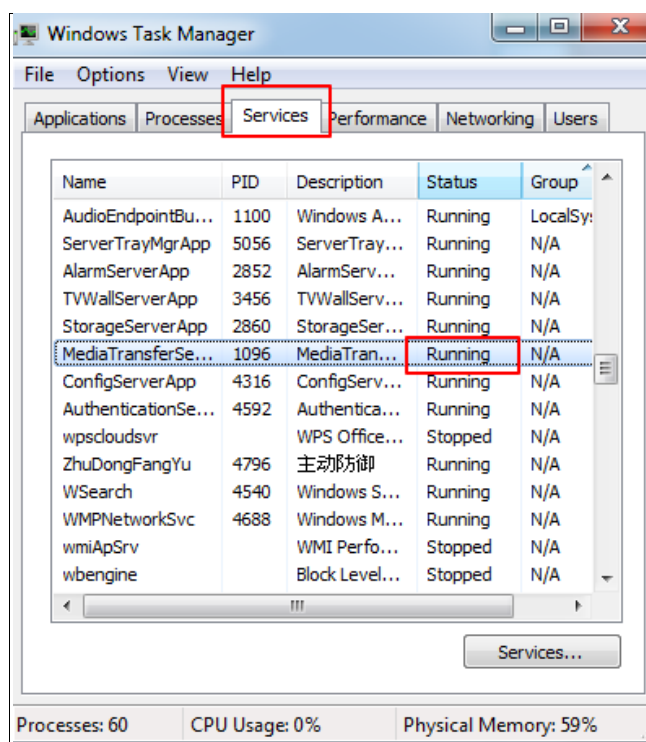 Windows Task Manager
File Options View Help
Applications Processes Services Performance Networking Users
Name PID Description Status Group
AudioEndpointBu... 1100 Windows A... Running LocalSy
ServerTrayMgrApp 5056 ServerTray... Running N/A
AlarmServerApp 2852 AlarmServ... Running N/A
TVWallServerApp 3456 TVWallServ... Running N/A
StorageServerApp 2860 StorageSer... Running N/A
MediaTransferSe... 1096 MediaTran... Running N/A
ConfigServerApp 4316 ConfigServ... Running N/A
AuthenticationSe... 4592 Authentica... Running N/A
wpscloudsvr WPS Office... Stopped N/A
ZhuDongFangYu 4796 主动防御 Running N/A
WSearch 4540 Windows S... Running N/A
WMPNetworkSvc 4688 Windows M... Running N/A
wmiApSrv WMI Perfo... Stopped N/A
wbengine Block Level... Stopped N/A
Services...
Processes: 60 CPU Usage: 0% Physical Memory: 59%